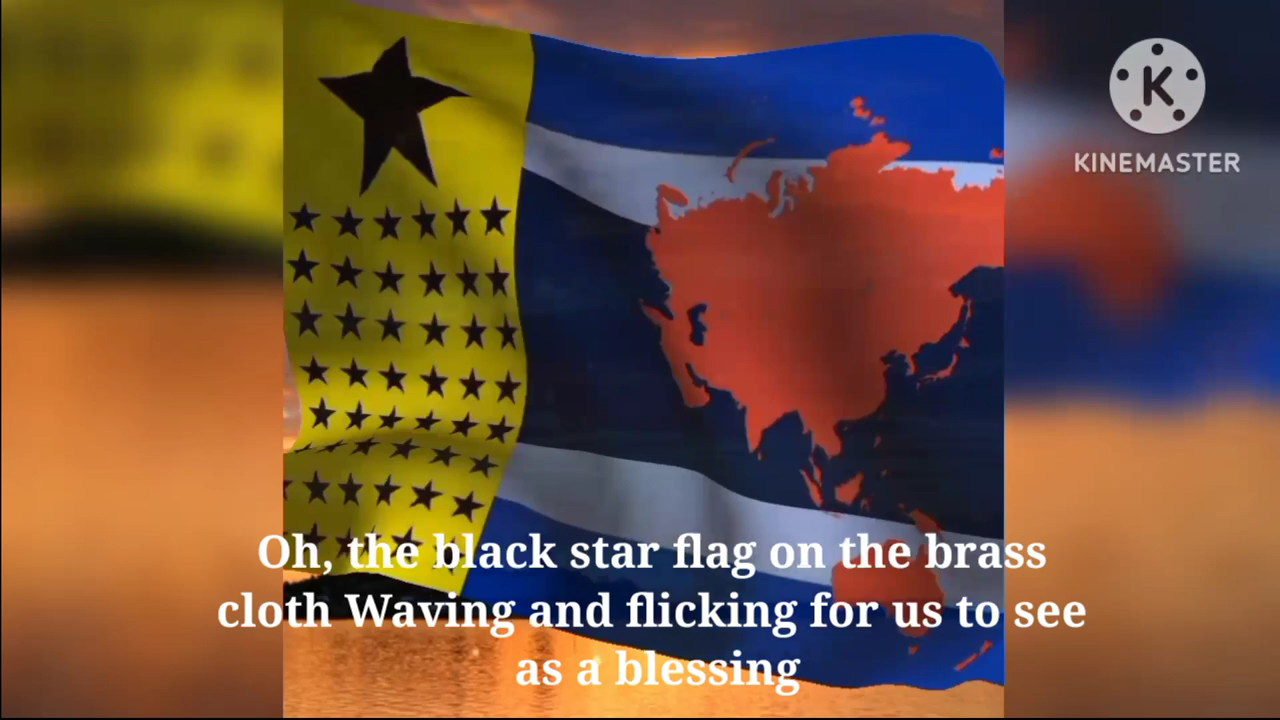 K
KINEMASTER
Oh, the black star flag on the brass
cloth Waving and flicking for us to see
as a blessing